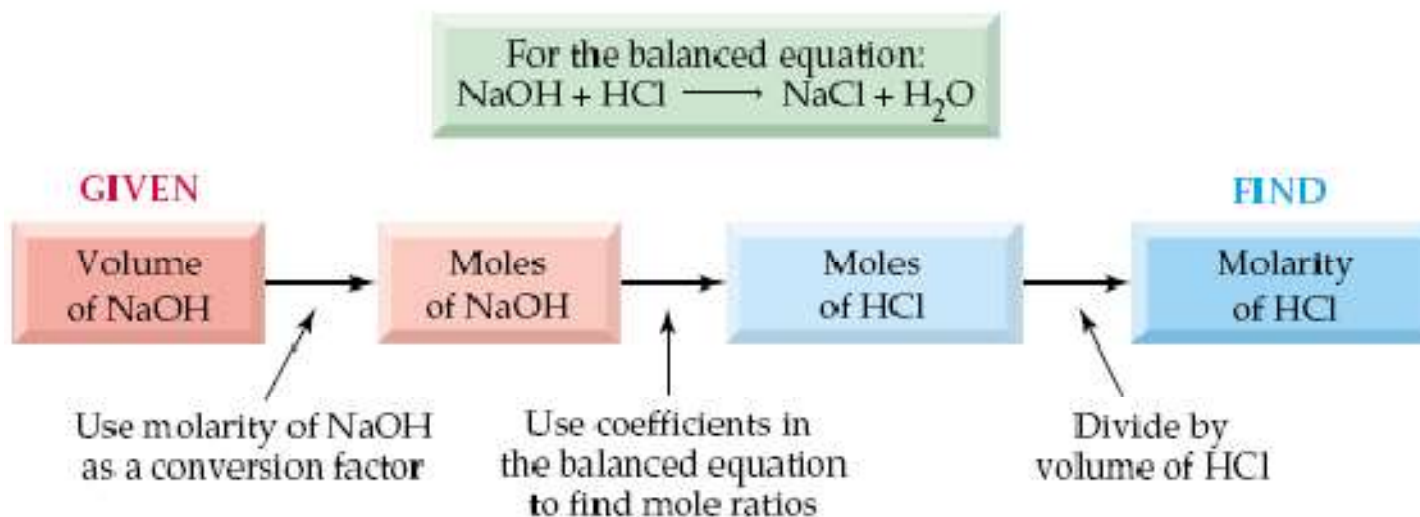 For the balanced equation:
NaOH + HCl ⟶ NaCl + H₂O
GIVEN
FIND
Volume
of NaOH
Moles
of NaOH
Moles
of HCl
Molarity
of HCl
Use molarity of NaOH
as a conversion factor
Use coefficients in
the balanced equation
to find mole ratios
Divide by
volume of HCl